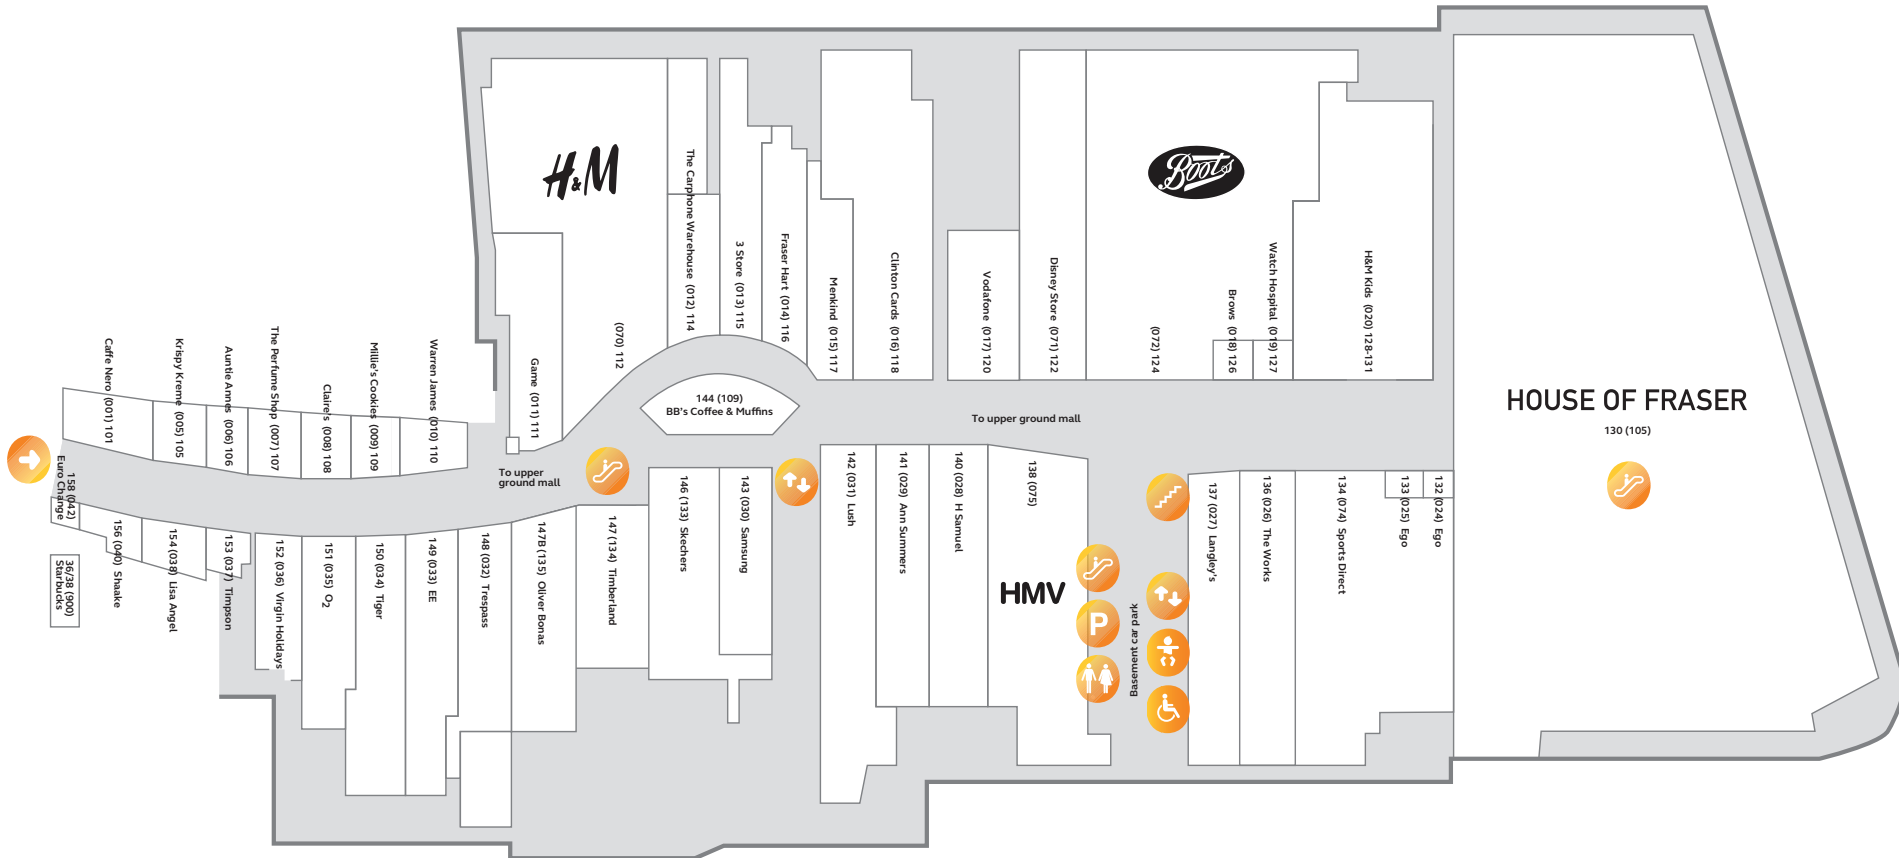 H&M
Boots
The Carphone Warehouse (012) 114
3 Store (013) 115
Fraser Hart (014) 116
Menkind (015) 117
Clinton Cards (016) 118
Vodafone (017) 120
Disney Store (071) 122
(072) 124
Brows (018) 126
Watch Hospital (019) 127
H&M Kids (020) 128-131
HOUSE OF FRASER
130 (105)
Caffe Nero (001) 101
Krispy Kreme (005) 105
Auntie Annes (006) 106
The Perfume Shop (007) 107
Claire's (008) 108
Millie's Cookies (009) 109
Warren James (010) 110
Game (011) 111
(070) 112
144 (109)
BB's Coffee & Muffins
To upper ground mall
To upper
ground mall
158 (042)
Euro Change
36/38 (900)
Starbucks
156 (040) Shaake
154 (038) Lisa Angel
153 (037) Timpson
152 (036) Virgin Holidays
151 (035) O2
150 (034) Tiger
149 (033) EE
148 (032) Trespass
147B (135) Oliver Bonas
147 (134) Timberland
146 (133) Skechers
143 (030) Samsung
142 (031) Lush
141 (029) Ann Summers
140 (028) H Samuel
138 (075)
HMV
P
Basement car park
137 (027) Langley's
136 (026) The Works
134 (074) Sports Direct
133 (025) Ego
132 (024) Ego